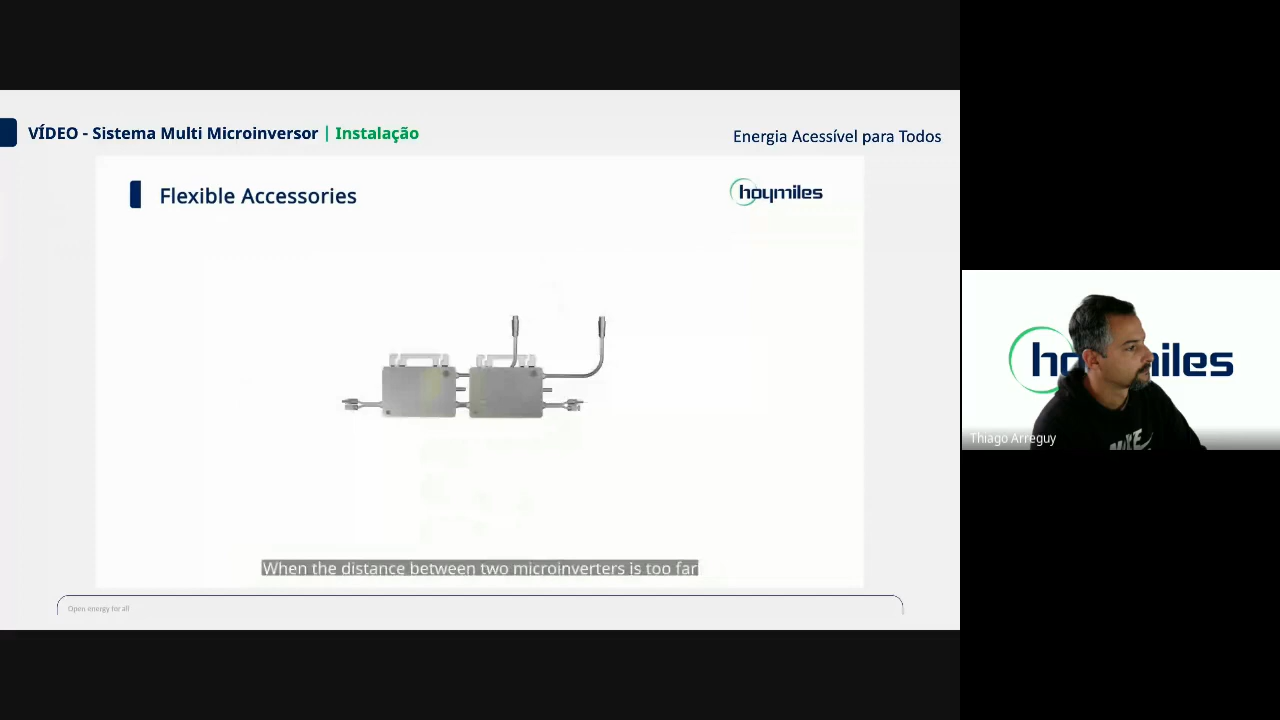 VÍDEO - Sistema Multi Microinversor | Instalação
Energia Acessível para Todos
Flexible Accessories
hoymiles
When the distance between two microinverters is too far
Open energy for all
hoymiles
NIKE
Thiago Arreguy